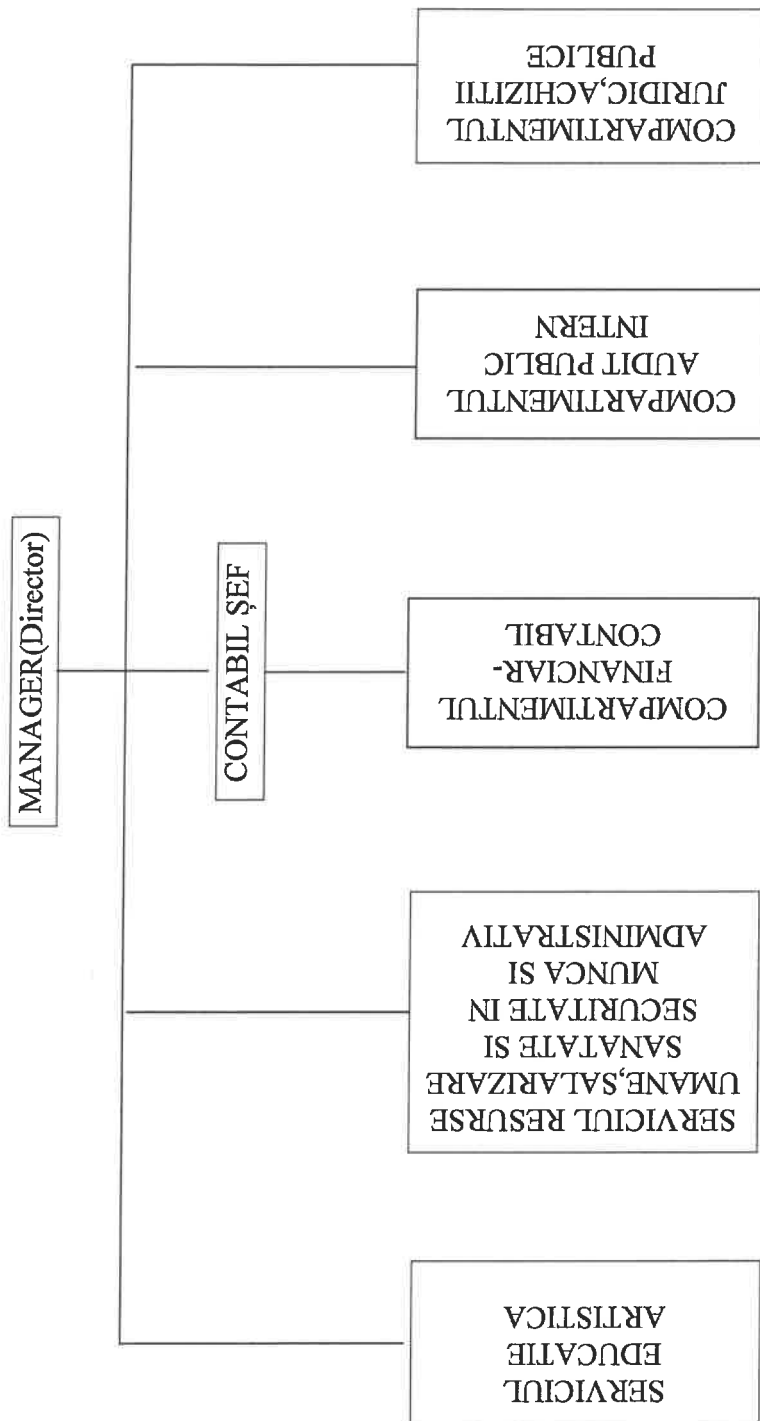 MANAGER(Director)
CONTABIL ŞEF
SERVICIUL
EDUCATIE
ARTISTICA
SERVICIUL RESURSE
UMANE,SALARIZARE
SANATATE SI
SECURITATE IN
MUNCA SI
ADMINISTRATIV
COMPARTIMENTUL
FINANCIAR-
CONTABIL
COMPARTIMENTUL
AUDIT PUBLIC
INTERN
COMPARTIMENTUL
JURIDIC,ACHIZITII
PUBLICE